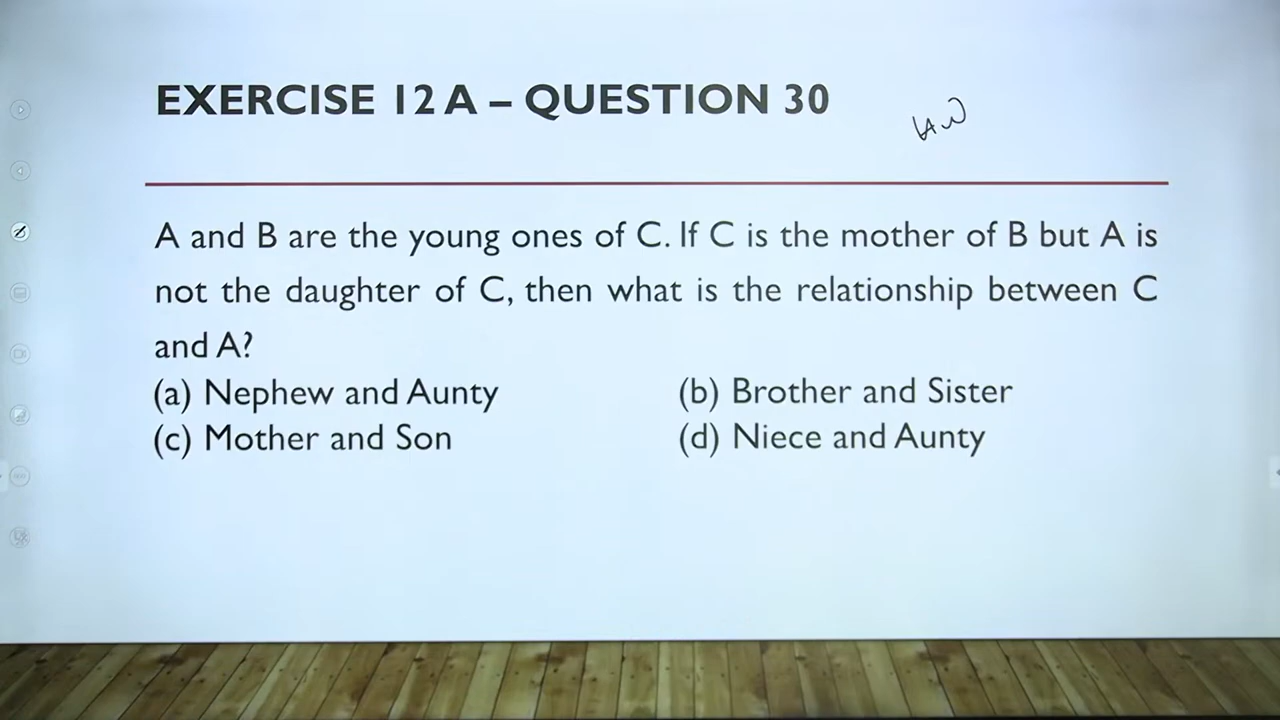 EXERCISE 12 A – QUESTION 30
A and B are the young ones of C. If C is the mother of B but A is
not the daughter of C, then what is the relationship between C
and A?
(a) Nephew and Aunty (b) Brother and Sister
(c) Mother and Son (d) Niece and Aunty